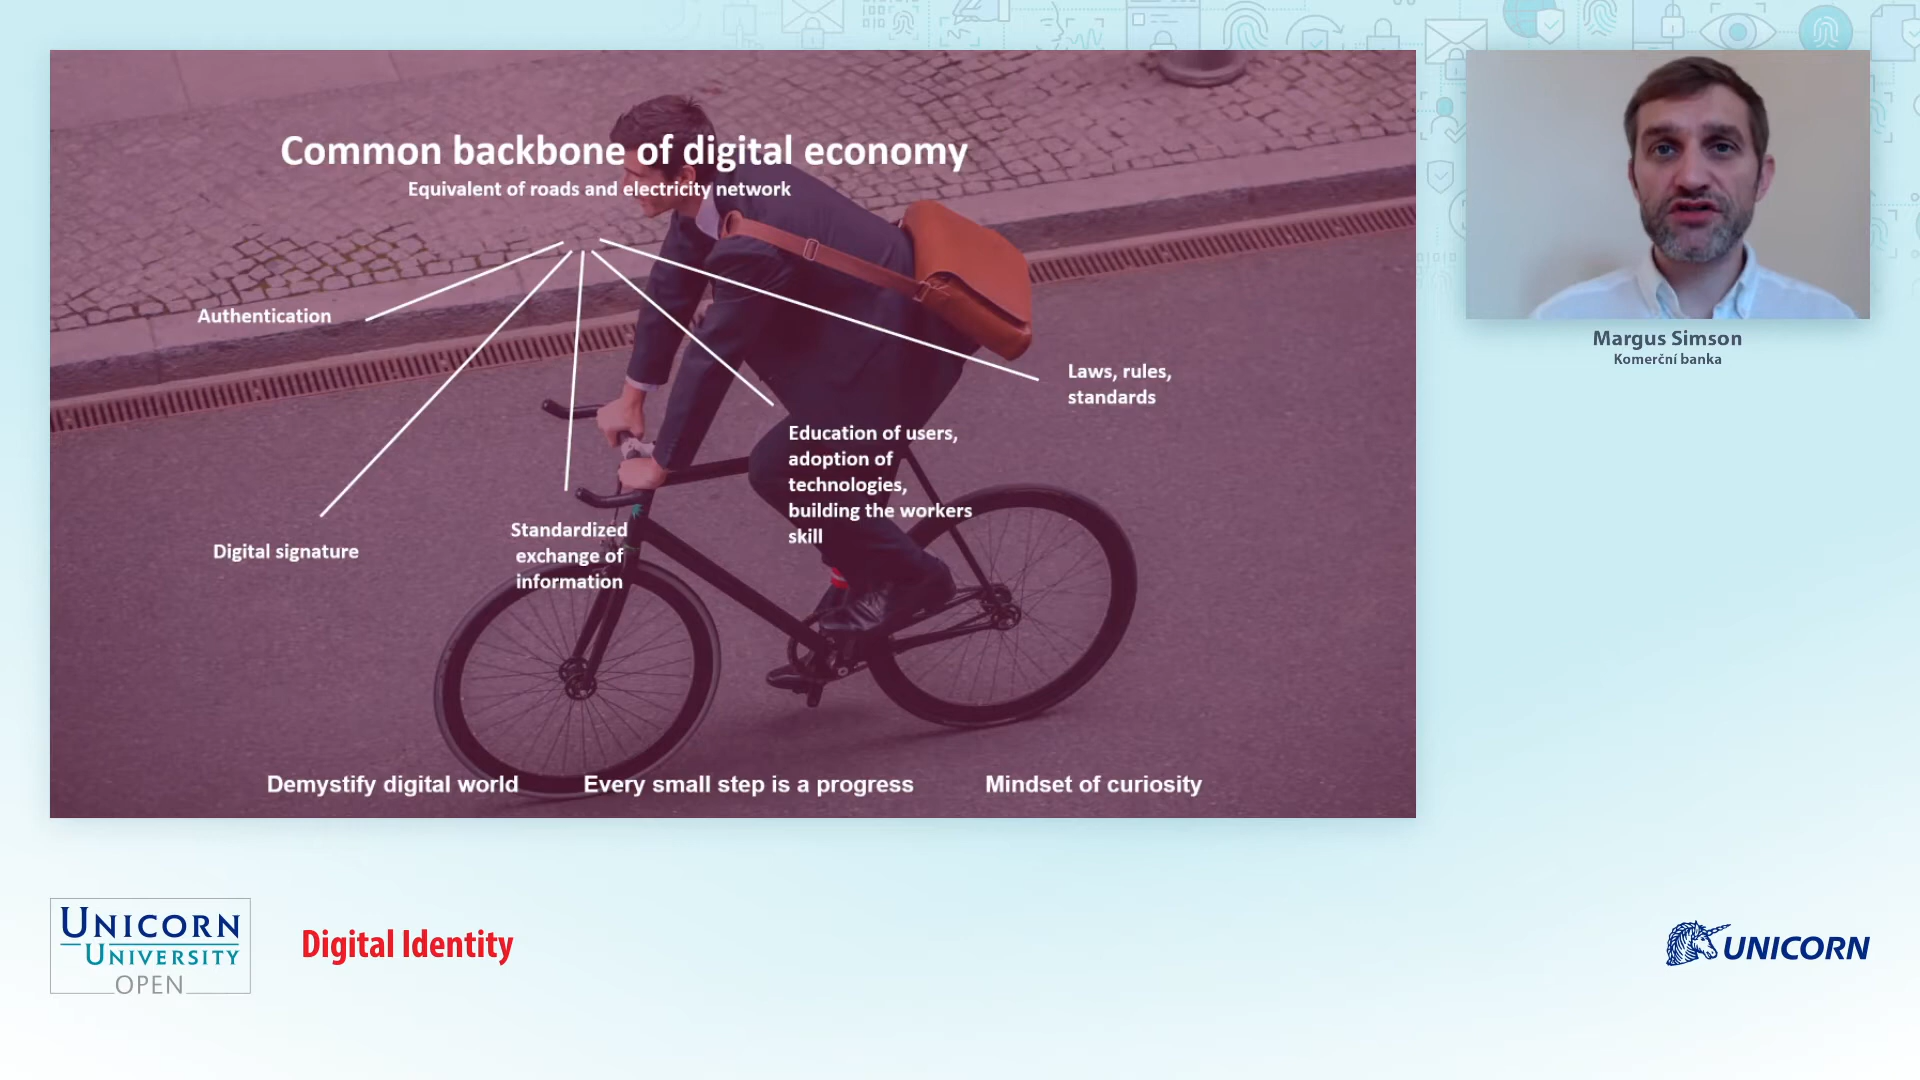 Common backbone of digital economy
Equivalent of roads and electricity network
Authentication
Digital signature
Standardized
exchange of
information
Education of users,
adoption of
technologies,
building the workers
skill
Laws, rules,
standards
Demystify digital world
Every small step is a progress
Mindset of curiosity
Margus Simson
Komerční banka
UNICORN
UNIVERSITY
OPEN
Digital Identity
UNICORN